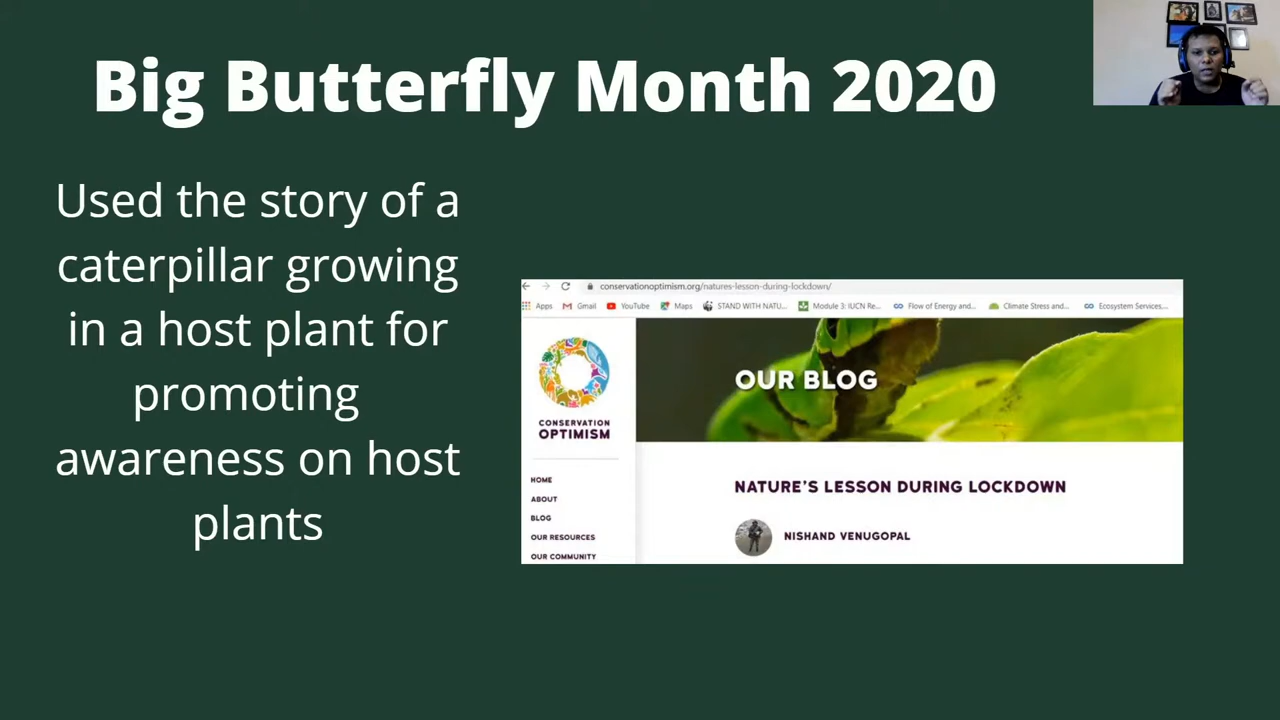 Big Butterfly Month 2020
Used the story of a
caterpillar growing
in a host plant for
promoting
awareness on host
plants
conservationoptimism.org/natures-lesson-during-lockdown/
Apps Gmail YouTube Maps STAND WITH NATU... Module 3: IUCN Re... Flow of Energy and... Climate Stress and... Ecosystem Services,...
OUR BLOG
CONSERVATION
OPTIMISM
HOME
ABOUT
BLOG
OUR RESOURCES
OUR COMMUNITY
NATURE'S LESSON DURING LOCKDOWN
NISHAND VENUGOPAL